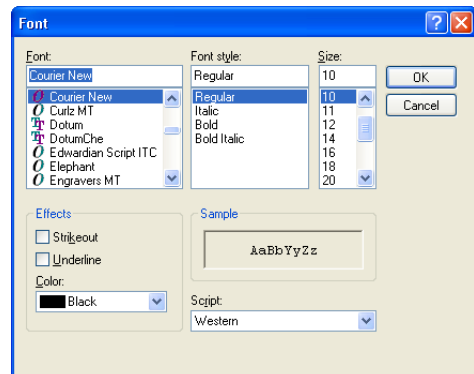 Font
Font: Font style: Size:
Courier New Regular 10 OK
Courier New Regular 10 Cancel
Curlz MT Italic 11
Dotum Bold 12
DotumChe Bold Italic 14
Edwardian Script ITC 16
Elephant 18
Engravers MT 20
Effects Sample
Strikeout
Underline AaBbYyZz
Color:
Black Script:
Western